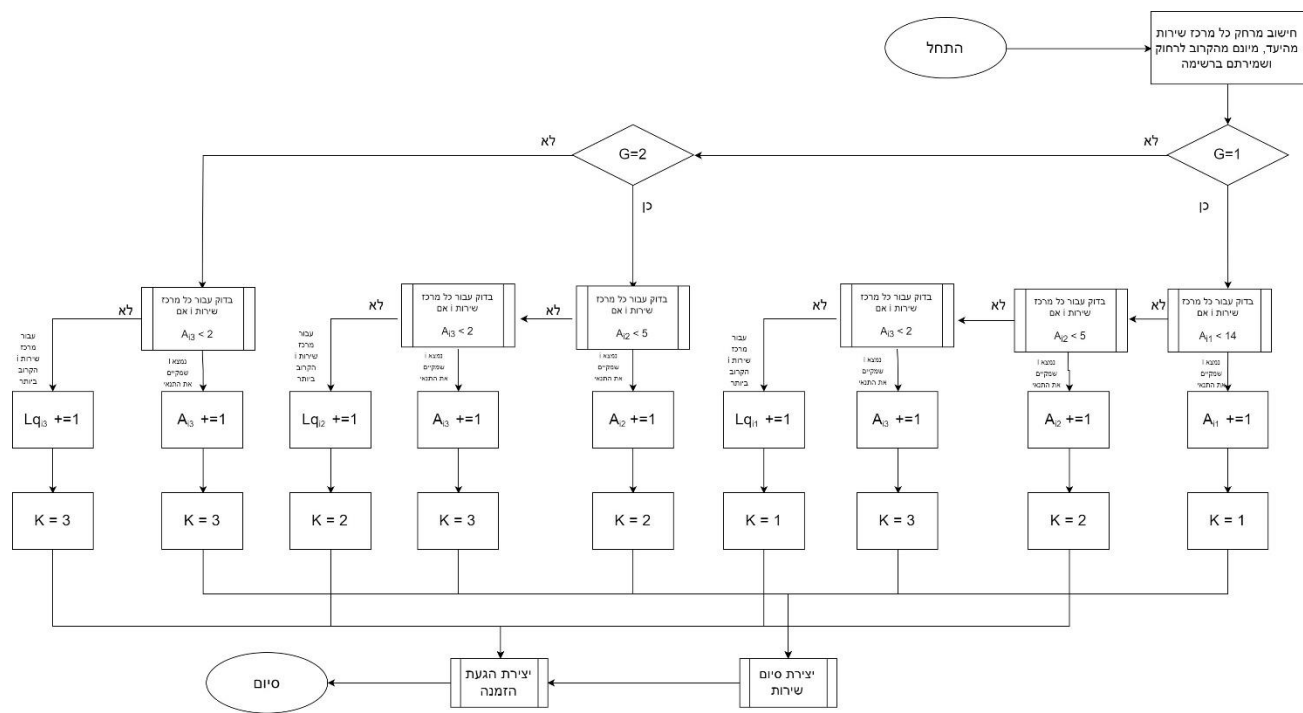 התחל
חישוב מרחק כל מרכז שירות
מהיעד, מיונם מהקרוב לרחוק
ושמירתם ברשימה
G=1
לא
G=2
לא
כן
כן
בדוק עבור כל מרכז
שירות i אם
A_i1 < 14
לא
בדוק עבור כל מרכז
שירות i אם
A_i2 < 5
לא
בדוק עבור כל מרכז
שירות i אם
A_i3 < 2
לא
בדוק עבור כל מרכז
שירות i אם
A_i2 < 5
לא
בדוק עבור כל מרכז
שירות i אם
A_i3 < 2
לא
בדוק עבור כל מרכז
שירות i אם
A_i3 < 2
לא
נמצא i
שמקיים
את התנאי
נמצא i
שמקיים
את התנאי
נמצא i
שמקיים
את התנאי
עבור
מרכז
שירות i
הקרוב
ביותר
נמצא i
שמקיים
את התנאי
נמצא i
שמקיים
את התנאי
עבור
מרכז
שירות i
הקרוב
ביותר
נמצא i
שמקיים
את התנאי
עבור
מרכז
שירות i
הקרוב
ביותר
A_i1 +=1
A_i2 +=1
A_i3 +=1
Lq_i1 +=1
A_i2 +=1
A_i3 +=1
Lq_i2 +=1
A_i3 +=1
Lq_i3 +=1
K = 1
K = 2
K = 3
K = 1
K = 2
K = 3
K = 2
K = 3
K = 3
יצירת סיום
שירות
יצירת הגעת
הזמנה
סיום